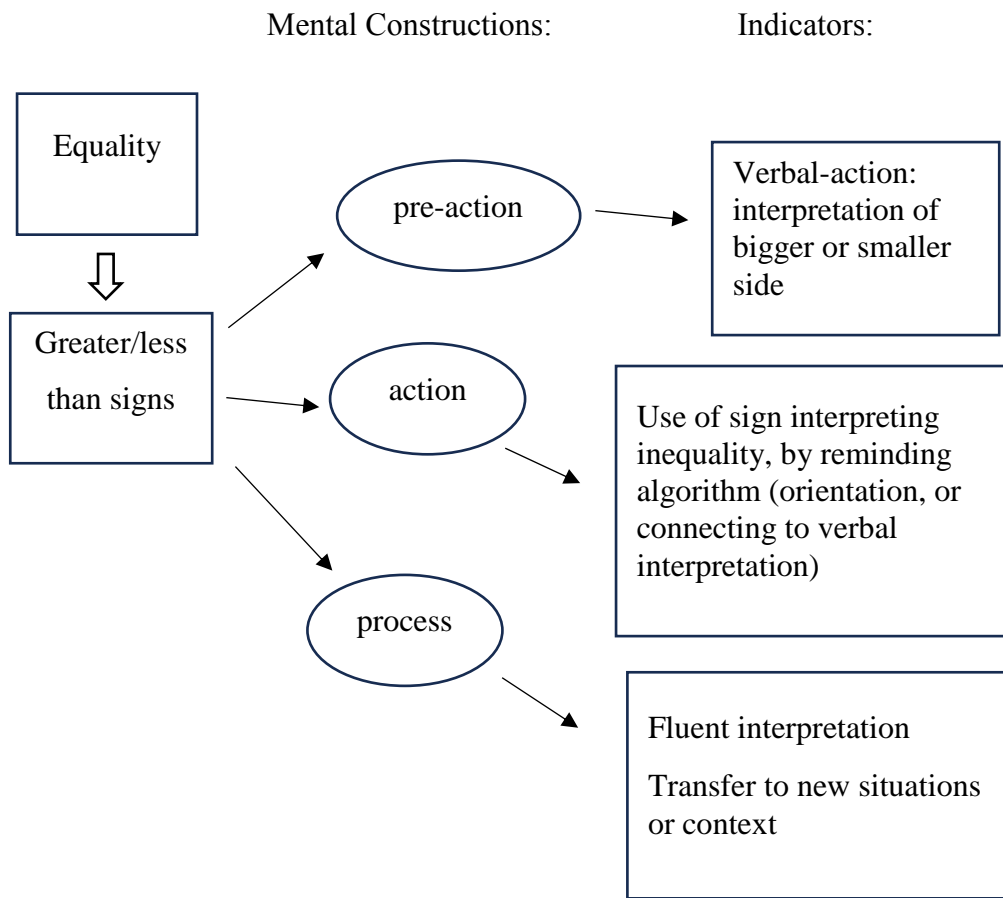 Mental Constructions:
Indicators:
Equality
Greater/less
than signs
pre-action
action
process
Verbal-action:
interpretation of
bigger or smaller
side
Use of sign interpreting
inequality, by reminding
algorithm (orientation, or
connecting to verbal
interpretation)
Fluent interpretation
Transfer to new situations
or context